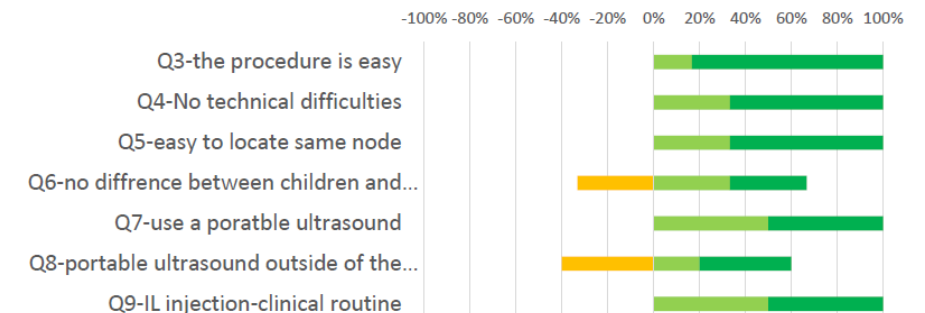 -100% -80% -60% -40% -20% 0% 20% 40% 60% 80% 100%
Q3-the procedure is easy
Q4-No technical difficulties
Q5-easy to locate same node
Q6-no diffrence between children and...
Q7-use a poratble ultrasound
Q8-portable ultrasound outside of the...
Q9-IL injection-clinical routine